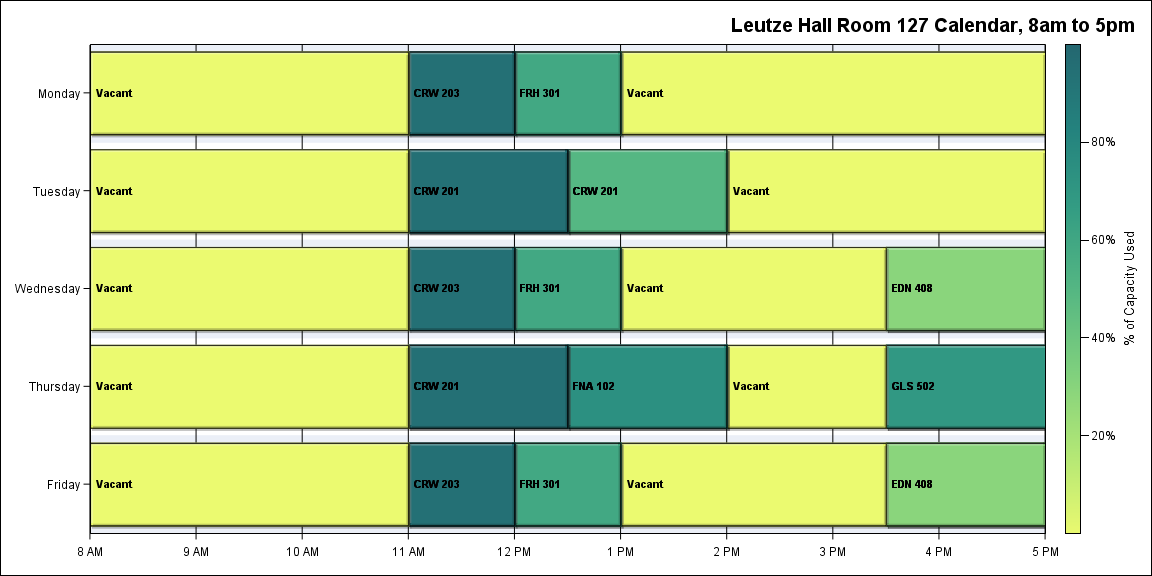 Leutze Hall Room 127 Calendar, 8am to 5pm
Monday
Vacant
CRW 203
FRH 301
Vacant
Tuesday
Vacant
CRW 201
CRW 201
Vacant
Wednesday
Vacant
CRW 203
FRH 301
Vacant
EDN 408
Thursday
Vacant
CRW 201
FNA 102
Vacant
GLS 502
Friday
Vacant
CRW 203
FRH 301
Vacant
EDN 408
8 AM
9 AM
10 AM
11 AM
12 PM
1 PM
2 PM
3 PM
4 PM
5 PM
80%
60%
40%
20%
% of Capacity Used